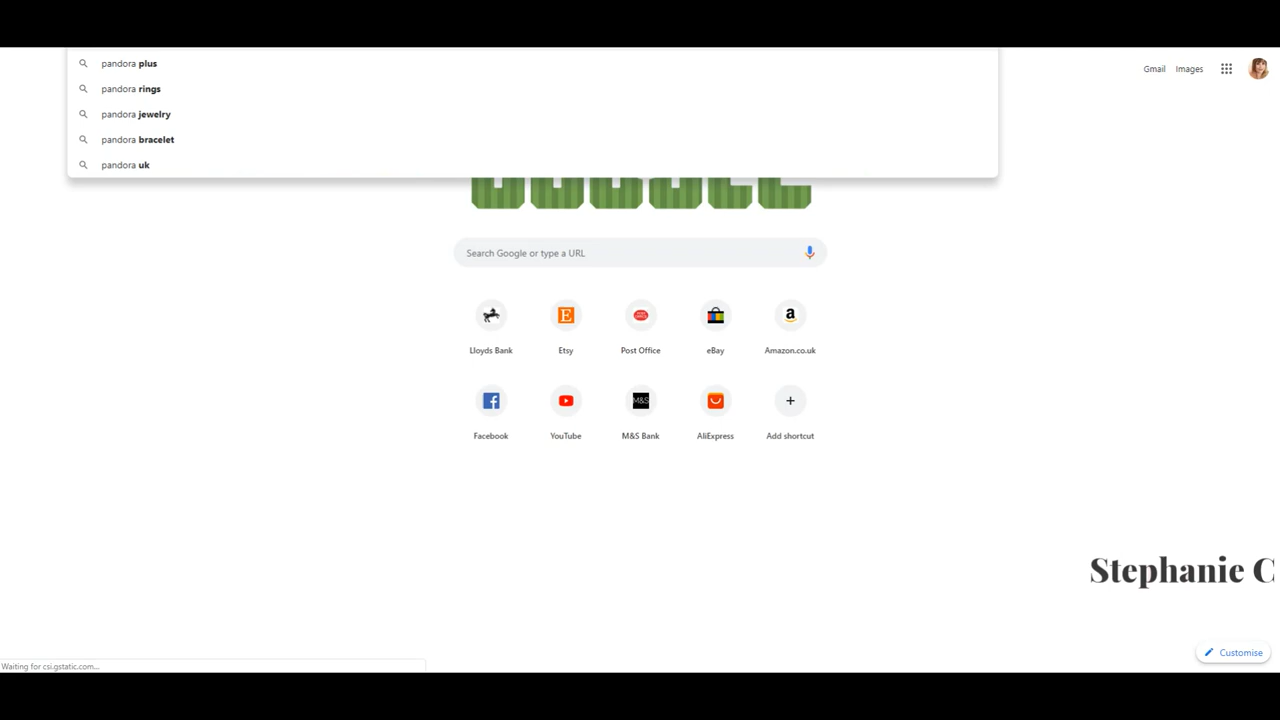 pandora plus
pandora rings
pandora jewelry
pandora bracelet
pandora uk
Gmail Images
Search Google or type a URL
E
a
Lloyds Bank
Etsy
Post Office
eBay
Amazon.co.uk
M&S
Facebook
YouTube
M&S Bank
AliExpress
Add shortcut
Stephanie C
Customise
Waiting for csi.gstatic.com...